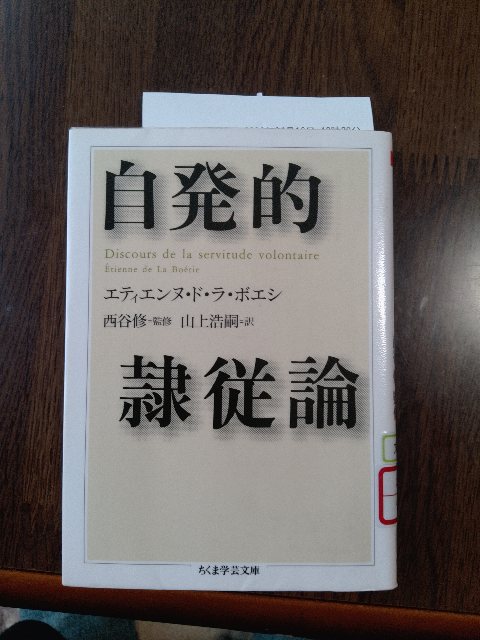 自発的
Discours de la servitude volontaire
Étienne de La Boétie
エティエンヌ・ド・ラ・ボエシ
西谷修=監修 山上浩嗣=訳
隷従論
ちくま学芸文庫